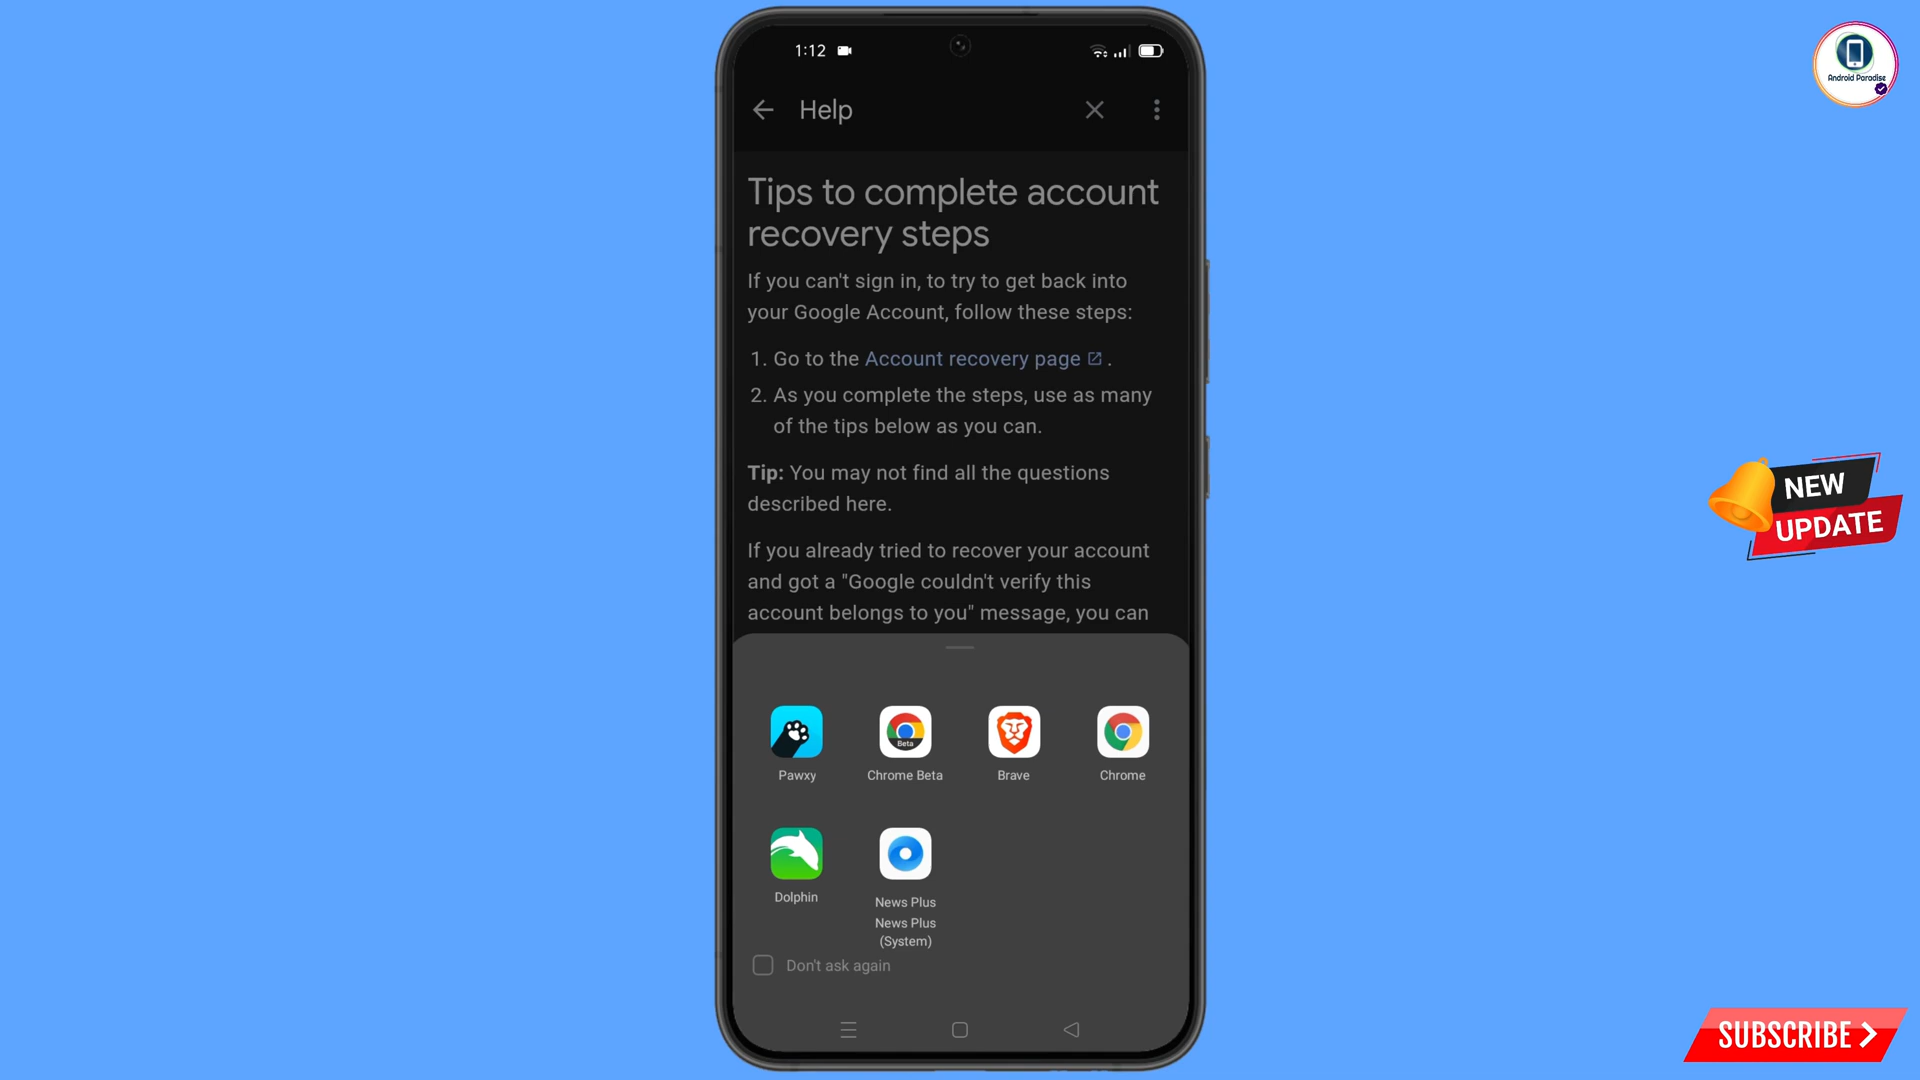 1:12
Android Paradise
Help
Tips to complete account
recovery steps
If you can't sign in, to try to get back into
your Google Account, follow these steps:
1. Go to the Account recovery page .
2. As you complete the steps, use as many
of the tips below as you can.
Tip: You may not find all the questions
described here.
If you already tried to recover your account
and got a "Google couldn't verify this
account belongs to you" message, you can
NEW
UPDATE
Beta
Pawxy
Chrome Beta
Brave
Chrome
Dolphin
News Plus
News Plus
(System)
Don't ask again
SUBSCRIBE